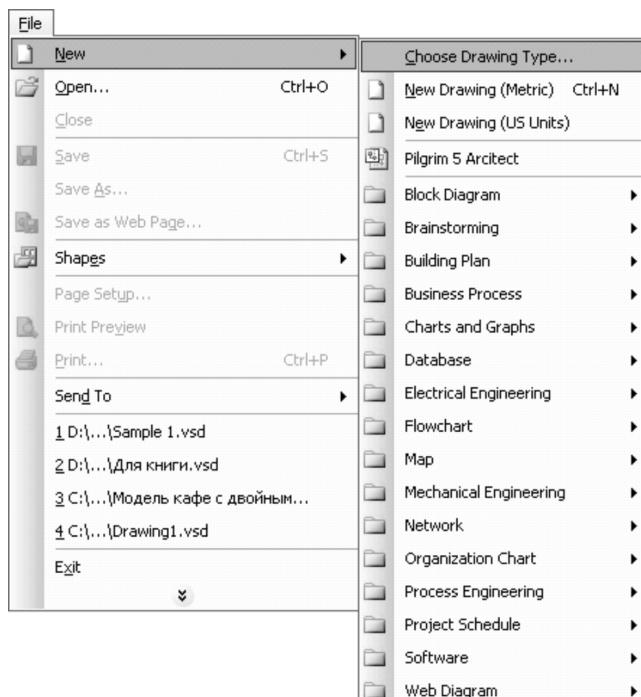 File
New
Open... Ctrl+O
Close
Save Ctrl+S
Save As...
Save as Web Page...
Shapes
Page Setup...
Print Preview
Print... Ctrl+P
Send To
1 D:\...\Sample 1.vsd
2 D:\...\Для книги.vsd
3 C:\...\Модель кафе с двойным...
4 C:\...\Drawing1.vsd
Exit
Choose Drawing Type...
New Drawing (Metric) Ctrl+N
New Drawing (US Units)
Pilgrim 5 Arcitect
Block Diagram
Brainstorming
Building Plan
Business Process
Charts and Graphs
Database
Electrical Engineering
Flowchart
Map
Mechanical Engineering
Network
Organization Chart
Process Engineering
Project Schedule
Software
Web Diagram